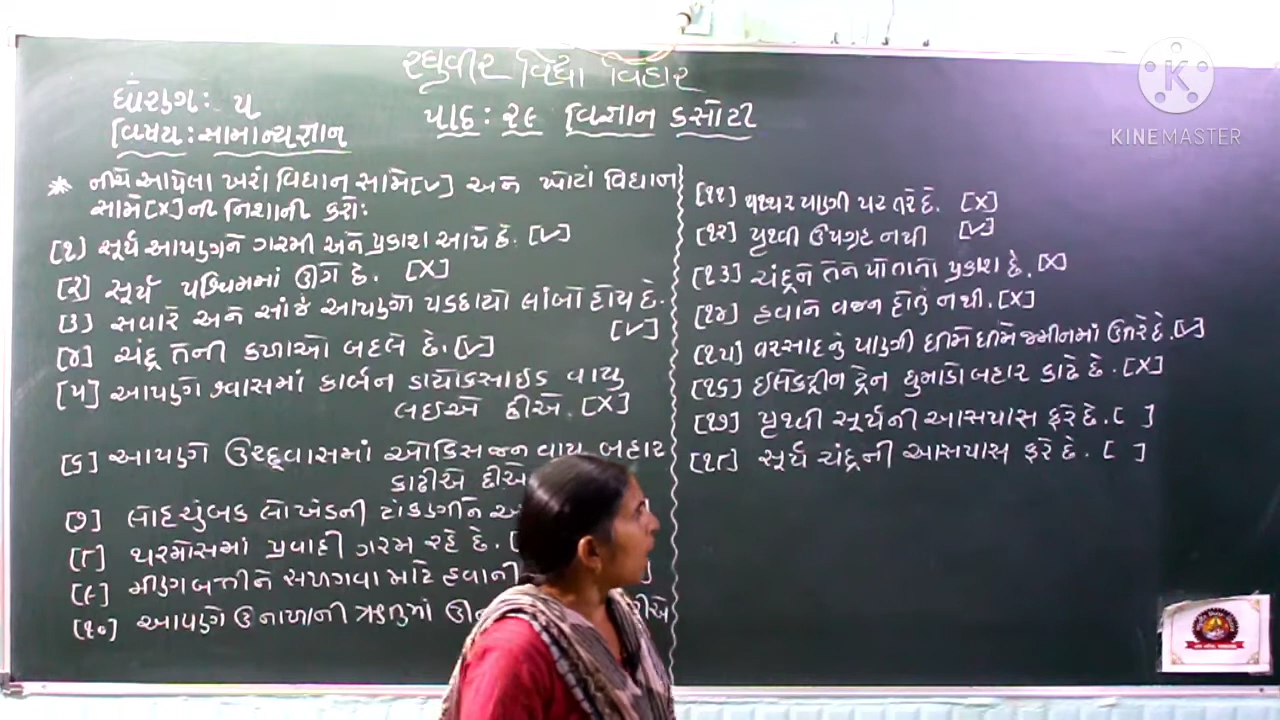 રઘુવીર વિદ્યા વિહાર
ધોરણ: ૫
વિષય: સામાન્યજ્ઞાન
પાઠ: ૨૯ વિજ્ઞાન કસોટી
* નીચે આપેલા ખરાં વિધાન સામે[✓] અને ખોટાં વિધાન
સામે [X] ની નિશાની કરો:
[૧] સૂર્ય આપણને ગરમી અને પ્રકાશ આપે છે. [✓]
[૨] સૂર્ય પશ્ચિમમાં ઊગે છે. [X]
[૩] સવારે અને સાંજે આપણો પડછાયો લાંબો હોય છે.
[✓]
[૪] ચંદ્ર તેની કળાઓ બદલે છે. [✓]
[૫] આપણે શ્વાસમાં કાર્બન ડાયોકસાઇડ વાયુ
લઇએ છીએ. [X]
[૬] આપણે ઉચ્છ્વાસમાં ઓકિસજન વાયુ બહાર
કાઢીએ છીએ
[૭] લોહચુંબક લોખંડની ટાંકણીને
[૮] થરમોસમાં પ્રવાહી ગરમ રહે છે. [
[૯] મીણબત્તીને સળગવા માટે હવાની
[૧૦] આપણે ઉનાળાની ઋતુમાં
[૧૧] પથ્થર પાણી પર તરે છે. [X]
[૧૨] પૃથ્વી ઉપગ્રહ નથી [✓]
[૧૩] ચંદ્રને તેને પોતાનો પ્રકાશ છે. [X]
[૧૪] હવાને વજન હોતું નથી. [X]
[૧૫] વરસાદનું પાણી ધીમે ધીમે જમીનમાં ઊતરે છે. [✓]
[૧૬] ઇલેકટ્રીન ટ્રેન ધુમાડો બહાર કાઢે છે. [X]
[૧૭] પૃથ્વી સૂર્યની આસપાસ ફરે છે. [ ]
[૧૮] સૂર્ય ચંદ્રની આસપાસ ફરે છે. [ ]
K
KINEMASTER